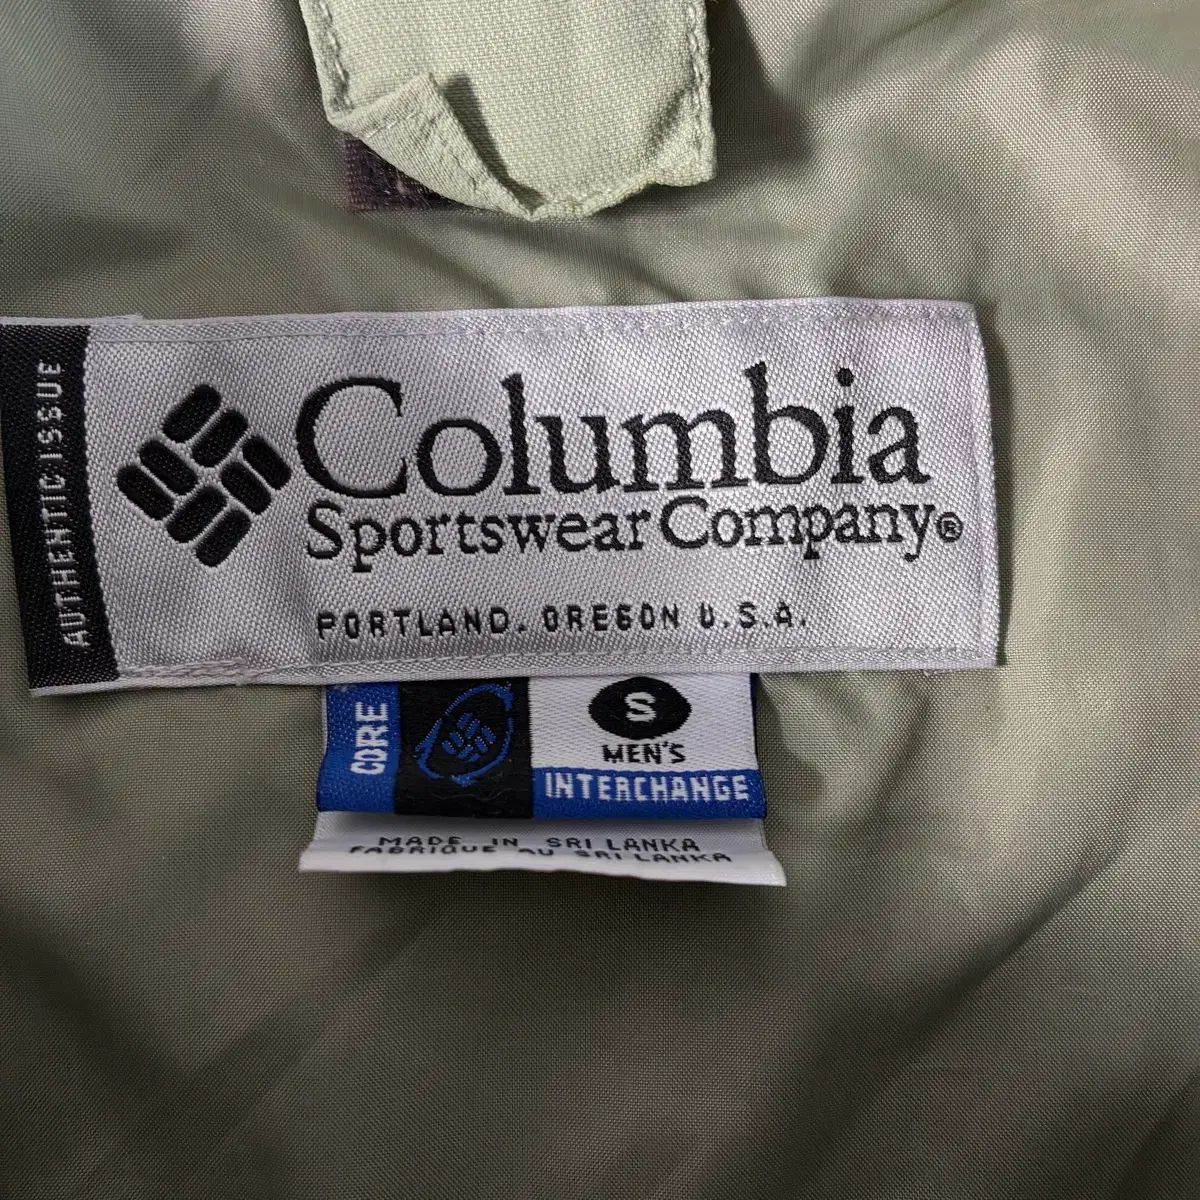 AUTHENTIC ISSUE
Columbia
Sportswear Company®
PORTLAND, OREGON U.S.A.
CORE
S
MEN'S
INTERCHANGE
MADE IN SRI LANKA
FABRIQUE AU SRI LANKA